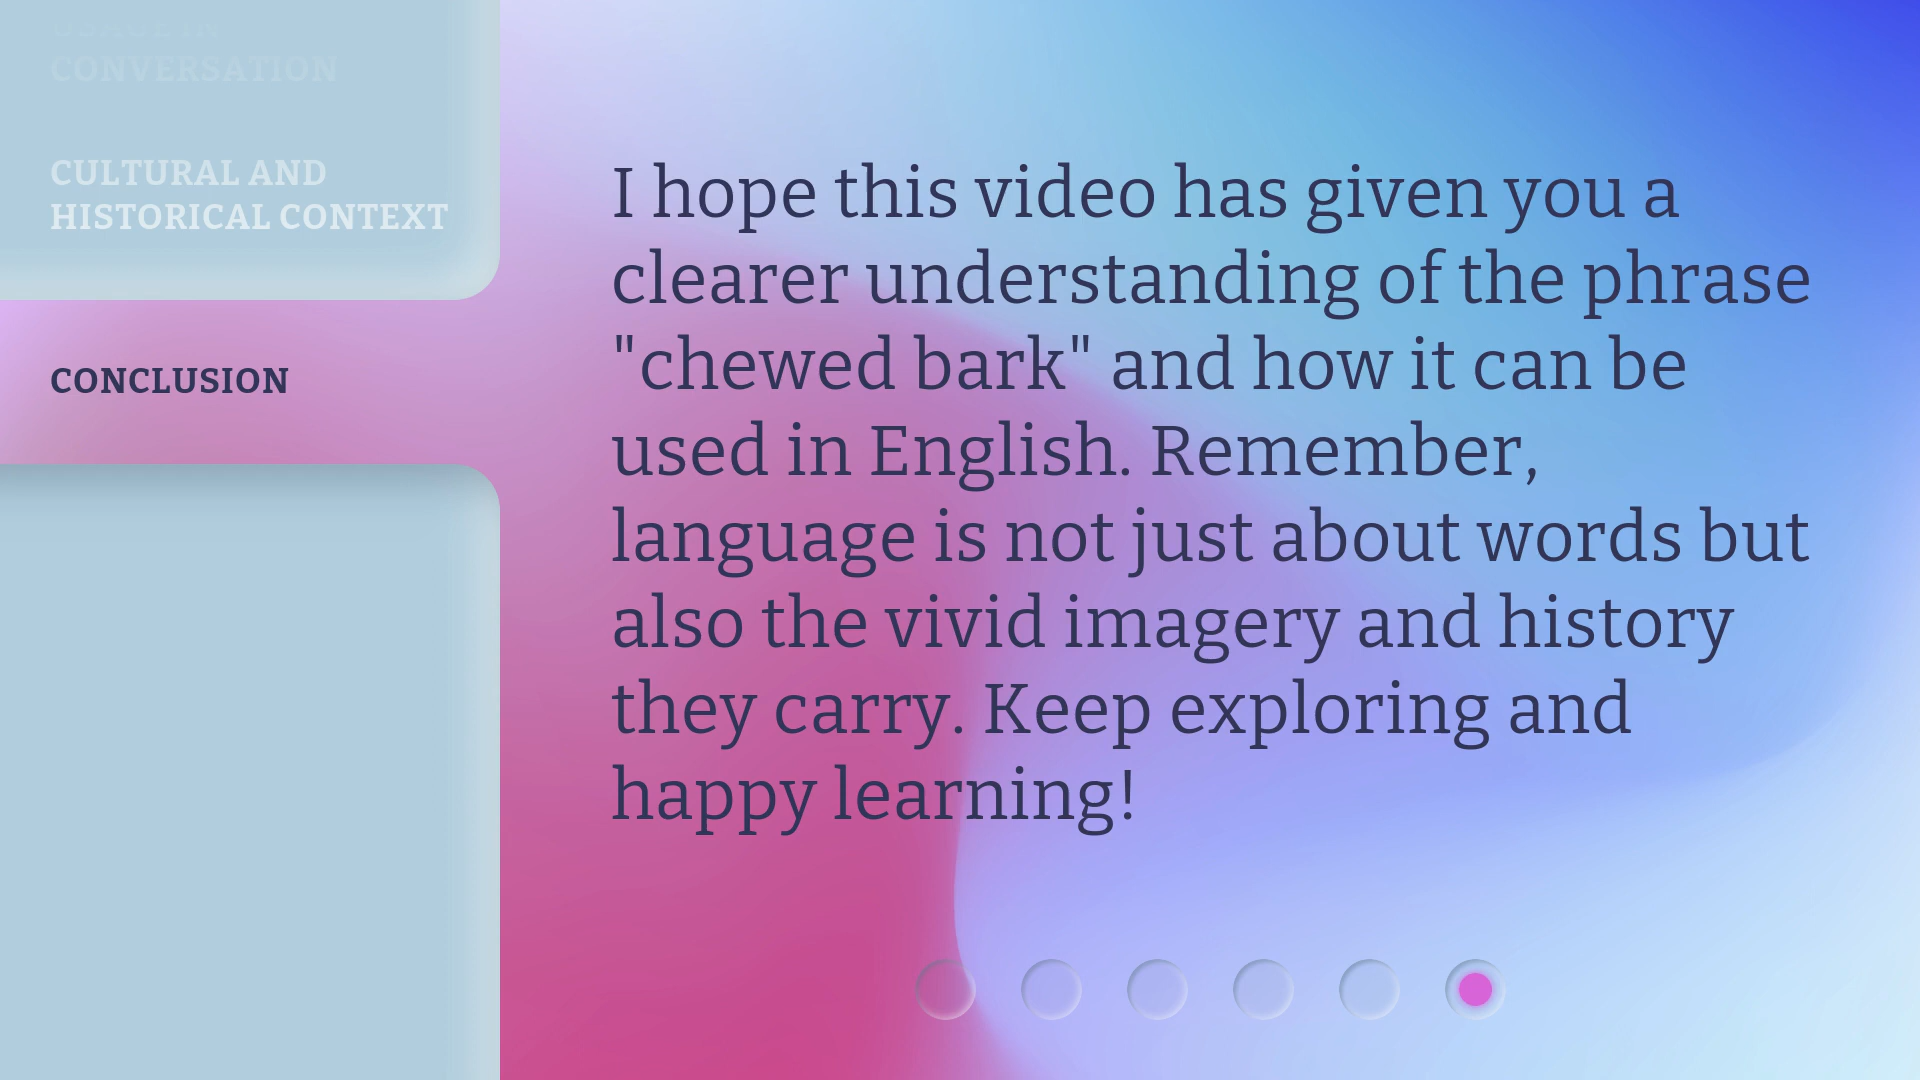 CONVERSATION
CULTURAL AND
HISTORICAL CONTEXT
CONCLUSION
I hope this video has given you a
clearer understanding of the phrase
"chewed bark" and how it can be
used in English. Remember,
language is not just about words but
also the vivid imagery and history
they carry. Keep exploring and
happy learning!